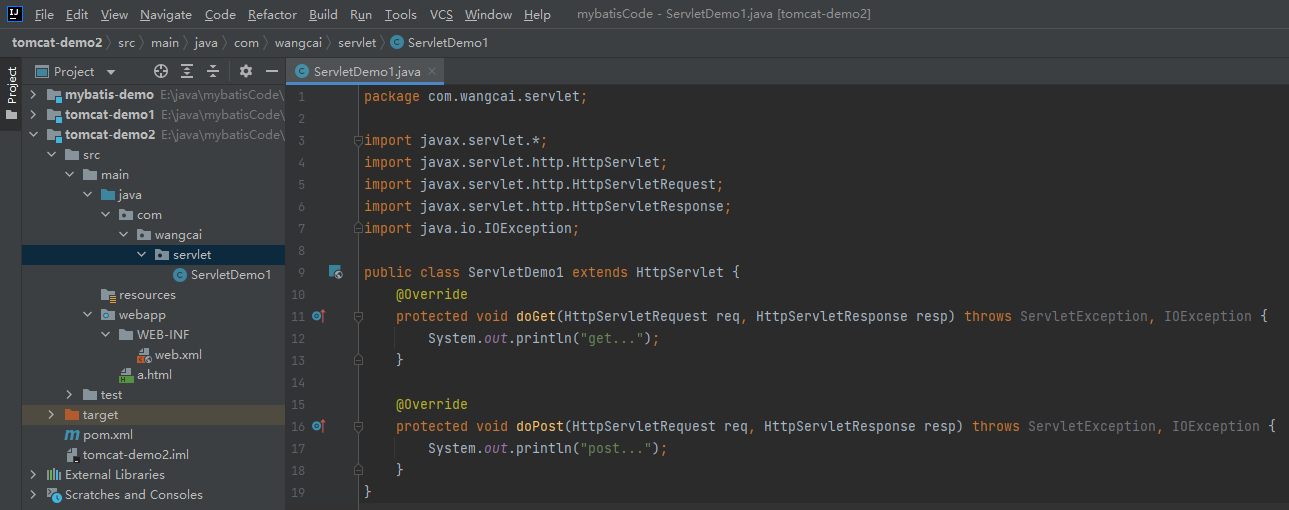 File Edit View Navigate Code Refactor Build Run Tools VCS Window Help mybatisCode - ServletDemo1.java [tomcat-demo2]
tomcat-demo2 src main java com wangcai servlet ServletDemo1
Project
Project
ServletDemo1.java
mybatis-demo E:\java\mybatisCode\
tomcat-demo1 E:\java\mybatisCode\
tomcat-demo2 E:\java\mybatisCode\
src
main
java
com
wangcai
servlet
ServletDemo1
resources
webapp
WEB-INF
web.xml
a.html
test
target
pom.xml
tomcat-demo2.iml
External Libraries
Scratches and Consoles
1 package com.wangcai.servlet;
2
3 import javax.servlet.*;
4 import javax.servlet.http.HttpServlet;
5 import javax.servlet.http.HttpServletRequest;
6 import javax.servlet.http.HttpServletResponse;
7 import java.io.IOException;
8
9 public class ServletDemo1 extends HttpServlet {
10     @Override
11     protected void doGet(HttpServletRequest req, HttpServletResponse resp) throws ServletException, IOException {
12         System.out.println("get...");
13     }
14
15     @Override
16     protected void doPost(HttpServletRequest req, HttpServletResponse resp) throws ServletException, IOException {
17         System.out.println("post...");
18     }
19 }